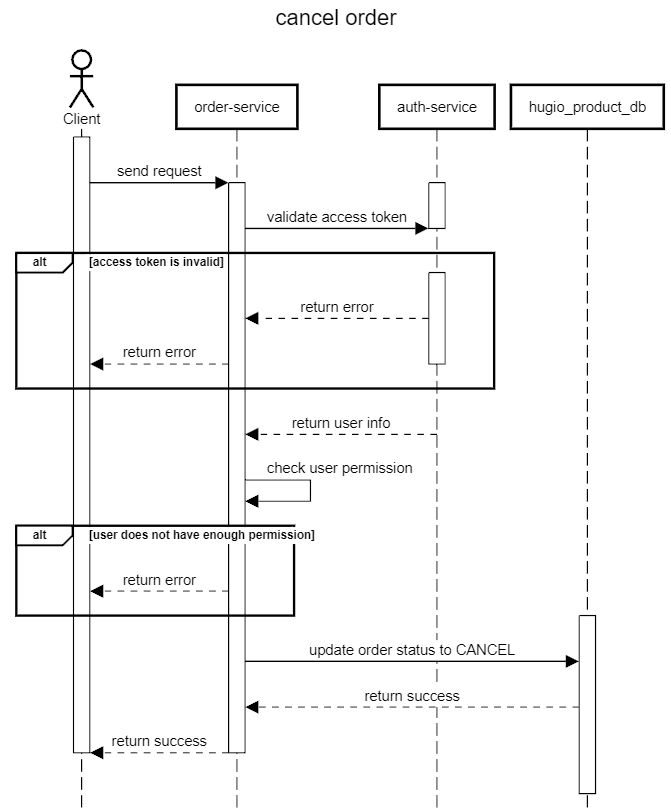 cancel order
Client
order-service
auth-service
hugio_product_db
send request
validate access token
alt
[access token is invalid]
return error
return error
return user info
check user permission
alt
[user does not have enough permission]
return error
update order status to CANCEL
return success
return success